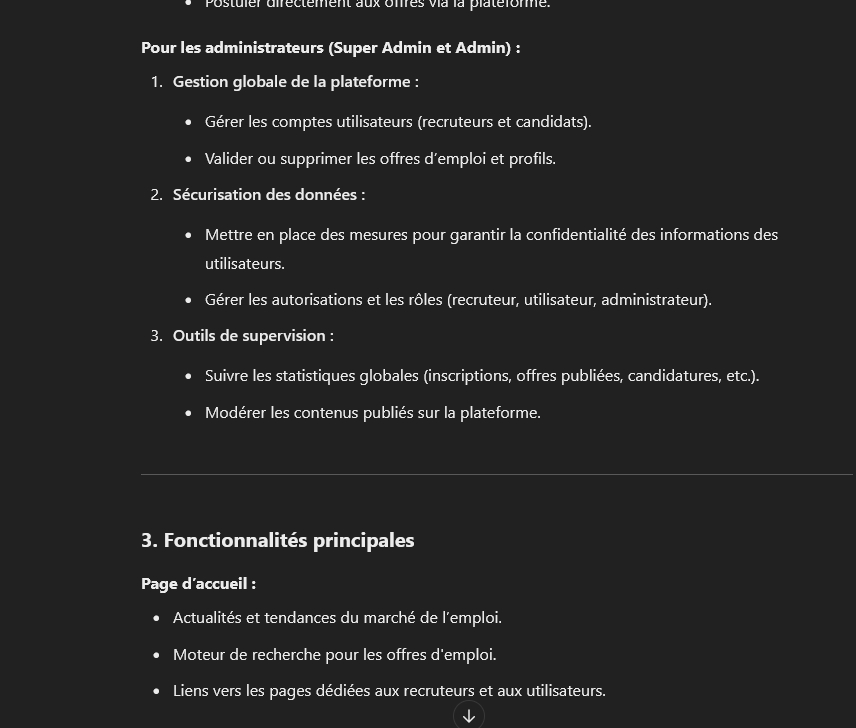 • Postuler directement aux offres via la plateforme.
Pour les administrateurs (Super Admin et Admin) :
1. Gestion globale de la plateforme :
• Gérer les comptes utilisateurs (recruteurs et candidats).
• Valider ou supprimer les offres d’emploi et profils.
2. Sécurisation des données :
• Mettre en place des mesures pour garantir la confidentialité des informations des
utilisateurs.
• Gérer les autorisations et les rôles (recruteur, utilisateur, administrateur).
3. Outils de supervision :
• Suivre les statistiques globales (inscriptions, offres publiées, candidatures, etc.).
• Modérer les contenus publiés sur la plateforme.
3. Fonctionnalités principales
Page d’accueil :
• Actualités et tendances du marché de l’emploi.
• Moteur de recherche pour les offres d'emploi.
• Liens vers les pages dédiées aux recruteurs et aux utilisateurs.